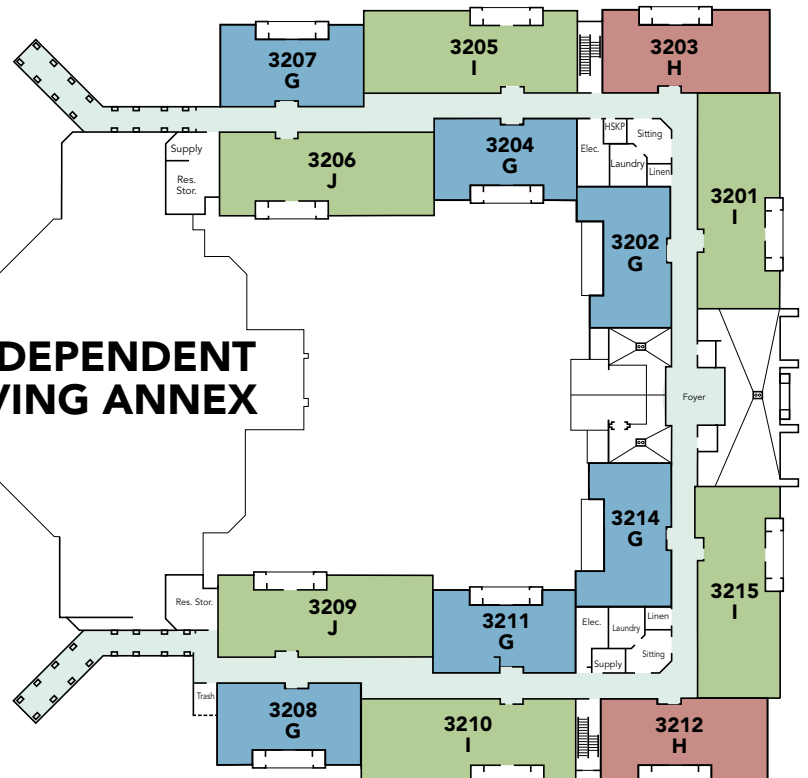 3207
G
3205
I
3203
H
HSKP
Sitting
Elec.
Laundry
Linen
Supply
Res.
Stor.
3206
J
3204
G
3201
I
3202
G
DEPENDENT
VING ANNEX
Foyer
3214
G
3215
I
Res. Stor.
3209
J
3211
G
Elec.
Laundry
Linen
Supply
Sitting
Trash
3208
G
3210
I
3212
H